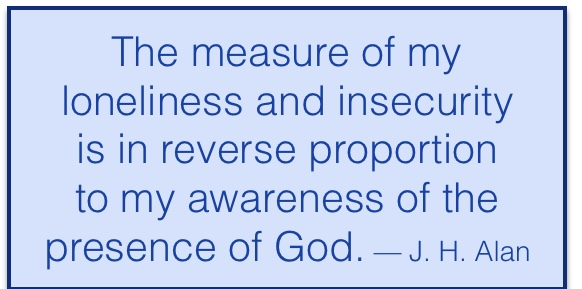 The measure of my
loneliness and insecurity
is in reverse proportion
to my awareness of the
presence of God. — J. H. Alan